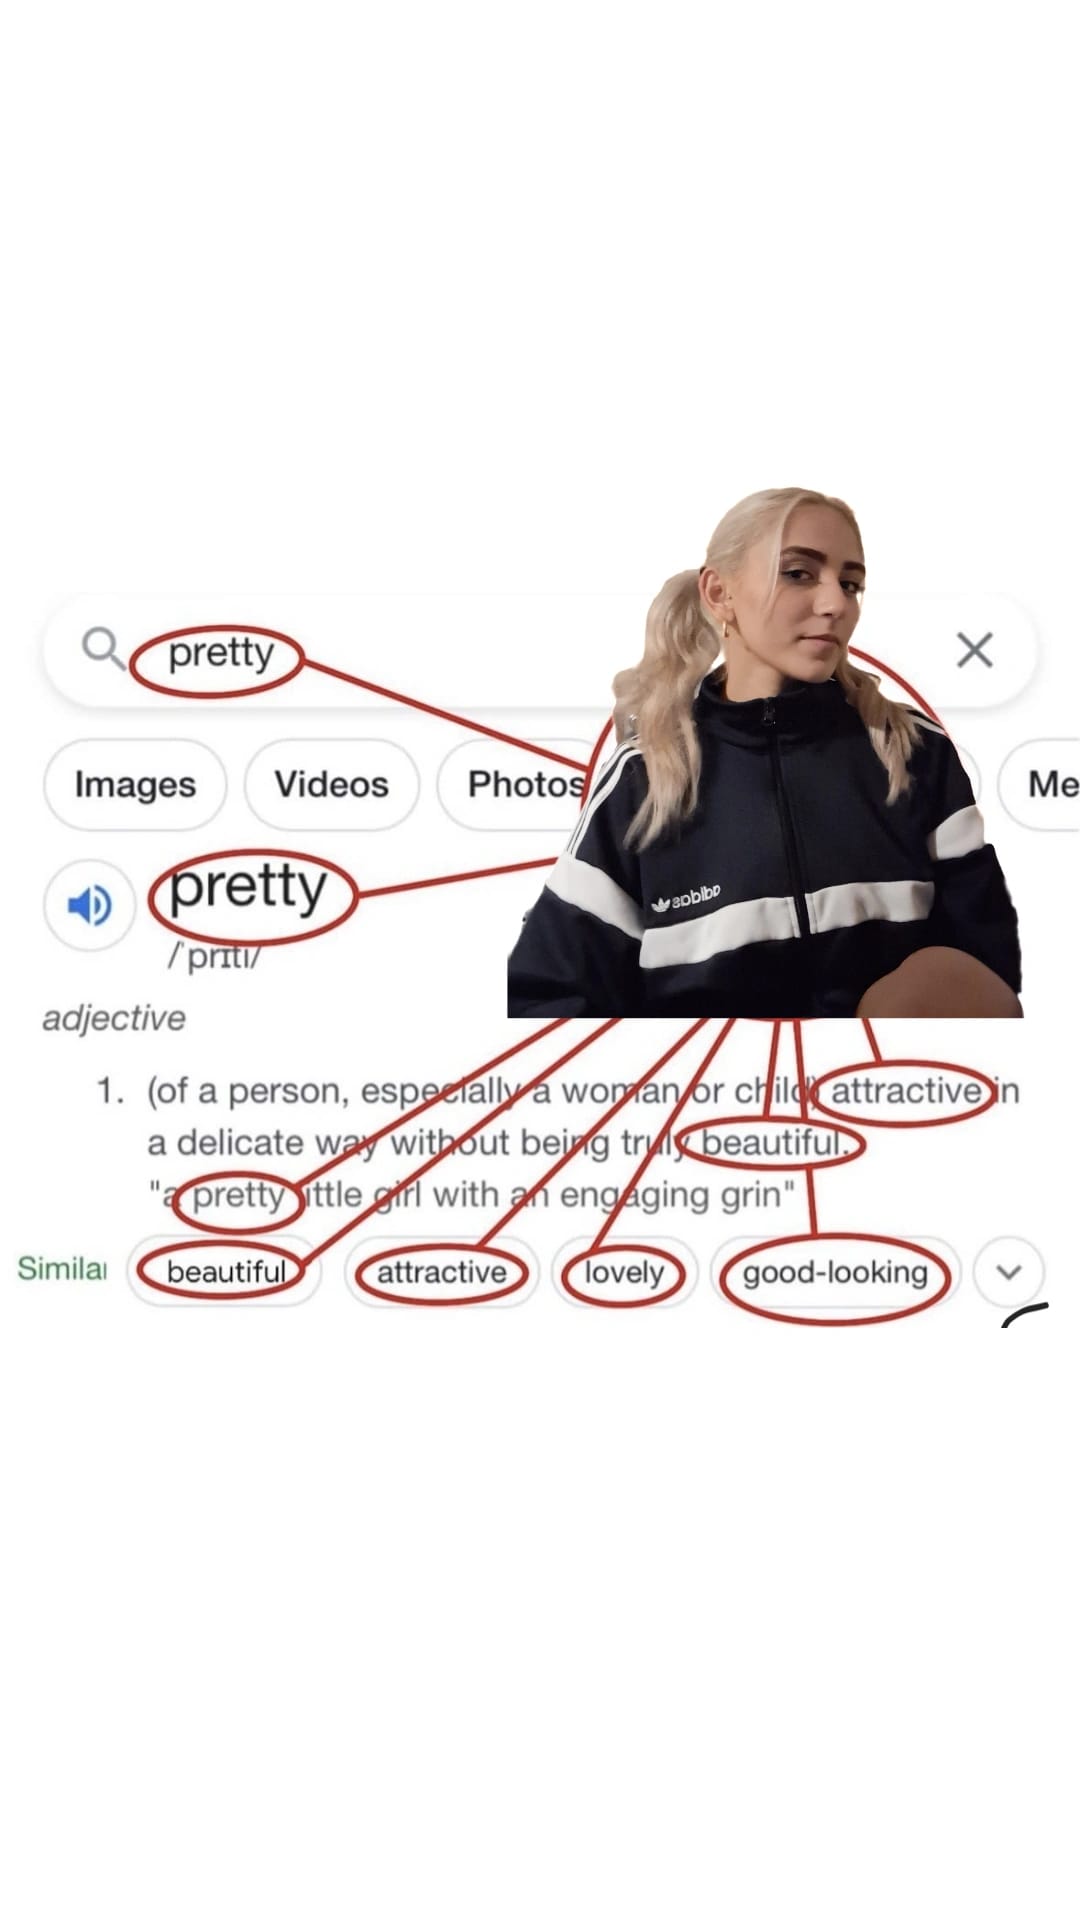 pretty
Images Videos Photos Me
pretty
/ˈprɪti/
adjective
1. (of a person, especially a woman or child) attractive in
a delicate way without being truly beautiful.
"a pretty little girl with an engaging grin"
Similar beautiful attractive lovely good-looking
adidas